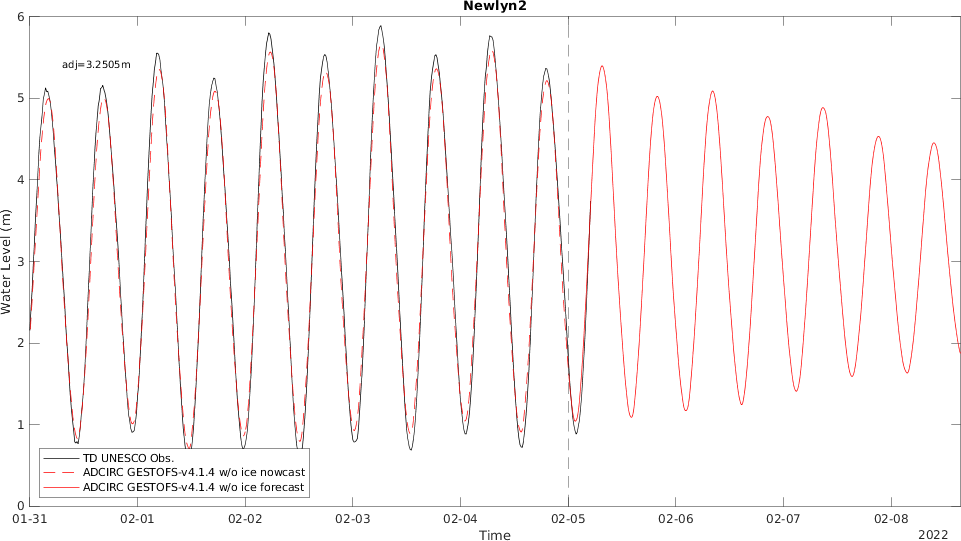 Newlyn2
adj=3.2505m
Water Level (m)
6
5
4
3
2
1
0
TD UNESCO Obs.
ADCIRC GESTOFS-v4.1.4 w/o ice nowcast
ADCIRC GESTOFS-v4.1.4 w/o ice forecast
01-31 02-01 02-02 02-03 02-04 02-05 02-06 02-07 02-08
Time
2022